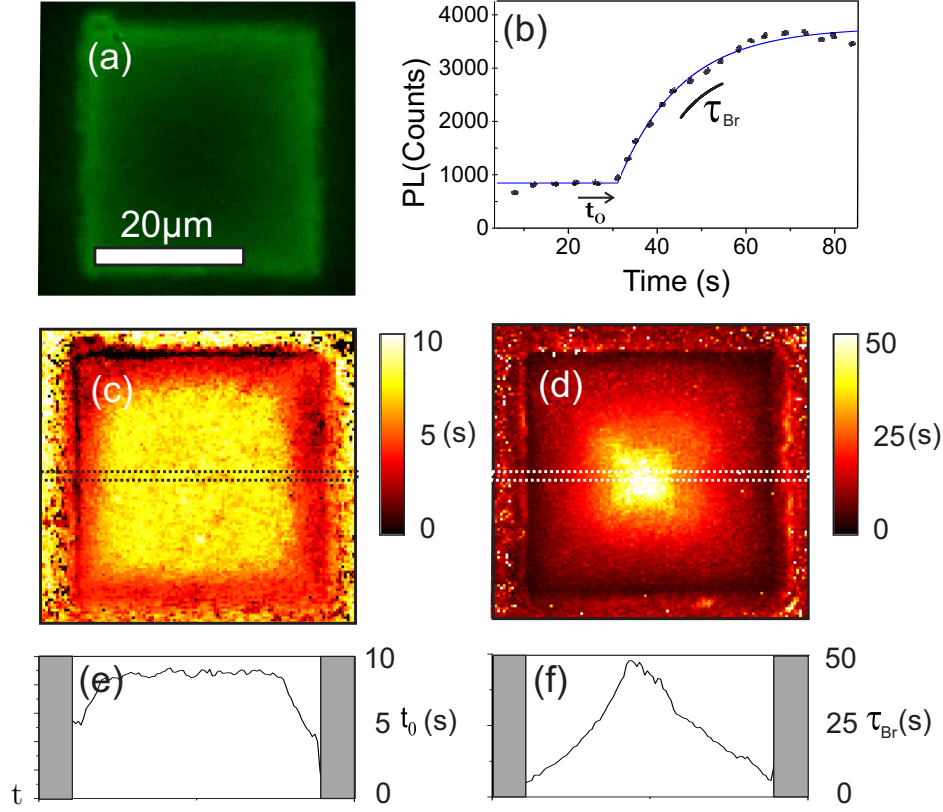 (a)
20μm
(b)
PL(Counts)
4000
3000
2000
1000
0
τBr
t0
20 40 60 80
Time (s)
(c)
10
5 (s)
0
(d)
50
25 (s)
0
(e)
10
5 t0 (s)
0
t
(f)
50
25 τBr(s)
0